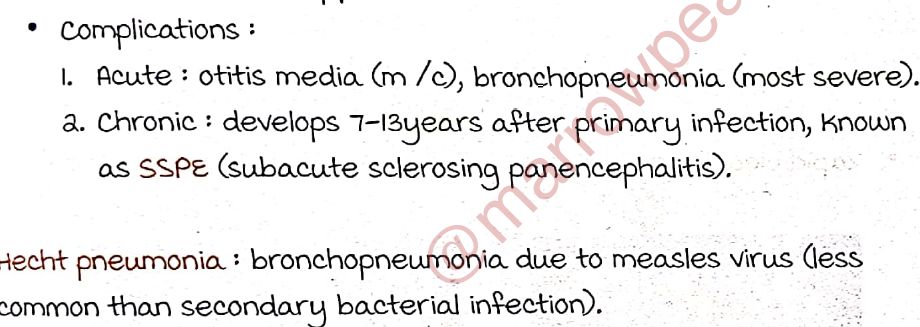 • Complications :
1. Acute : otitis media (m /c), bronchopneumonia (most severe).
2. Chronic : develops 7-13years after primary infection, known
as SSPE (subacute sclerosing panencephalitis).
Hecht pneumonia : bronchopneumonia due to measles virus (less
common than secondary bacterial infection).